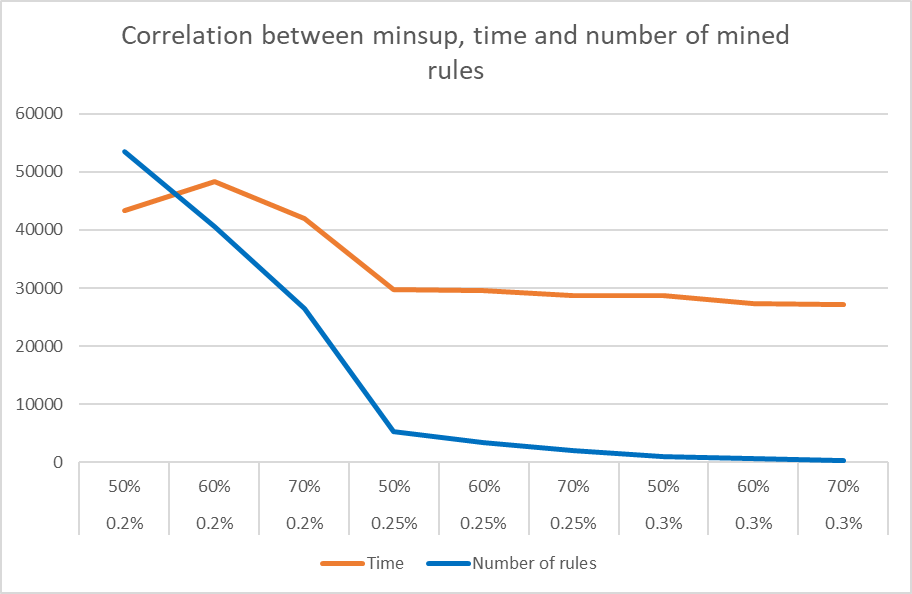 Correlation between minsup, time and number of mined
rules
60000
50000
40000
30000
20000
10000
0
50% 60% 70% 50% 60% 70% 50% 60% 70%
0.2% 0.2% 0.2% 0.25% 0.25% 0.25% 0.3% 0.3% 0.3%
Time Number of rules